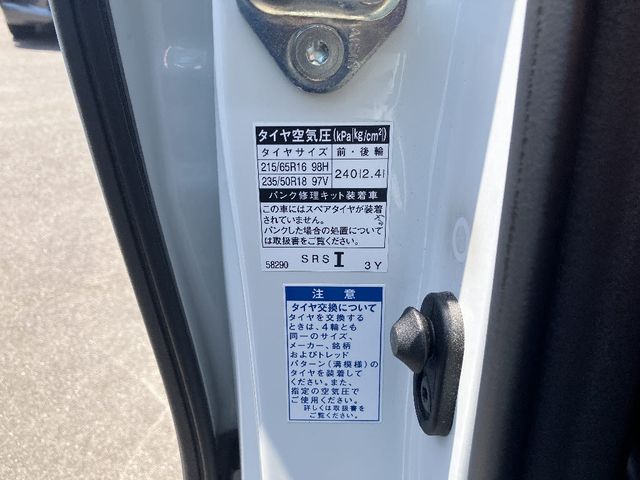 タイヤ空気圧(kPa{kg/cm²})
タイヤサイズ 前・後輪
215/65R16 98H
235/50R18 97V
240{2.4}
パンク修理キット装着車
この車にはスペアタイヤが装着
されていません。
パンクした場合の処置について
は取扱書をご覧ください。
58290 SRS I 3Y
注意
タイヤ交換について
タイヤを交換する
ときは、4輪とも
同一のサイズ、
メーカー、銘柄
およびトレッド
パターン(溝模様)の
タイヤを装着して
ください。また、
指定の空気圧で
ご使用ください。
詳しくは取扱書を
ご覧ください。